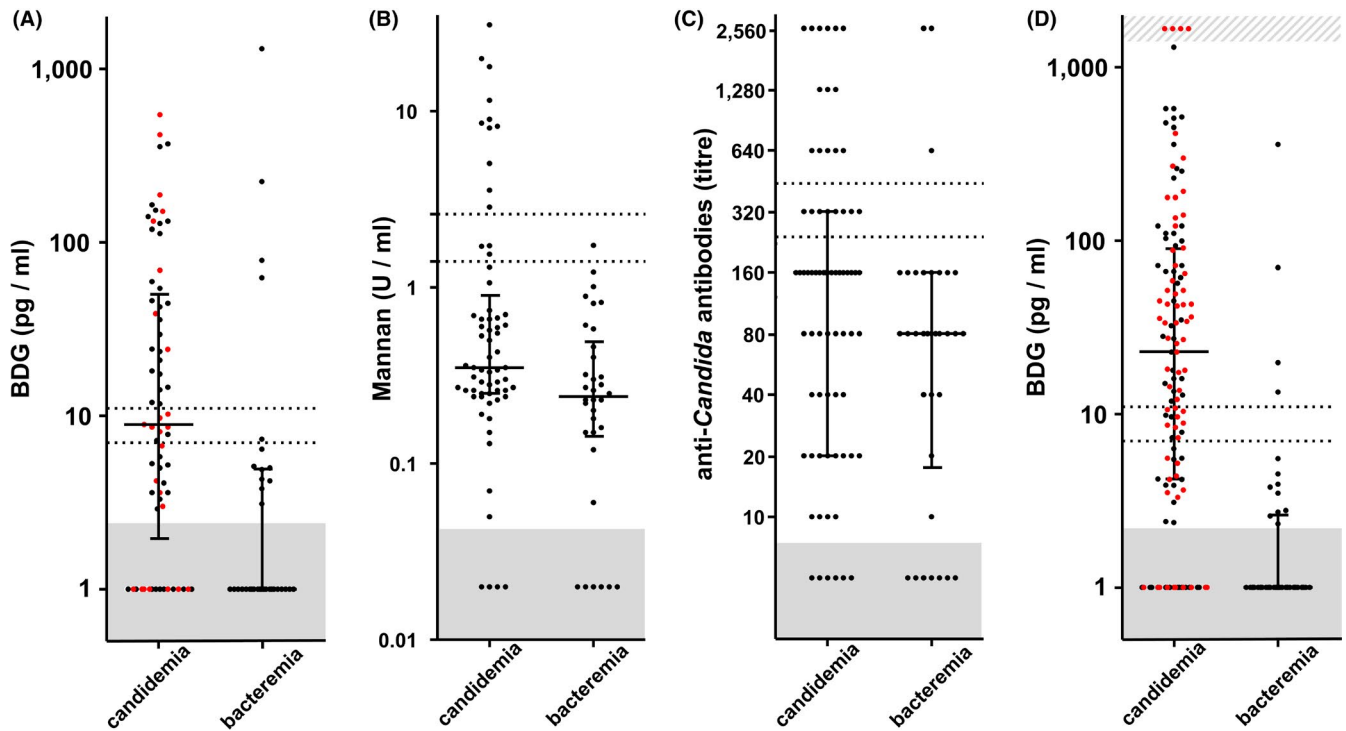 (A)
BDG (pg / ml)
1,000
100
10
1
candidemia
bacteremia
(B)
Mannan (U / ml)
10
1
0.1
0.01
candidemia
bacteremia
(C)
anti-Candida antibodies (titre)
2,560
1,280
640
320
160
80
40
20
10
candidemia
bacteremia
(D)
BDG (pg / ml)
1,000
100
10
1
candidemia
bacteremia